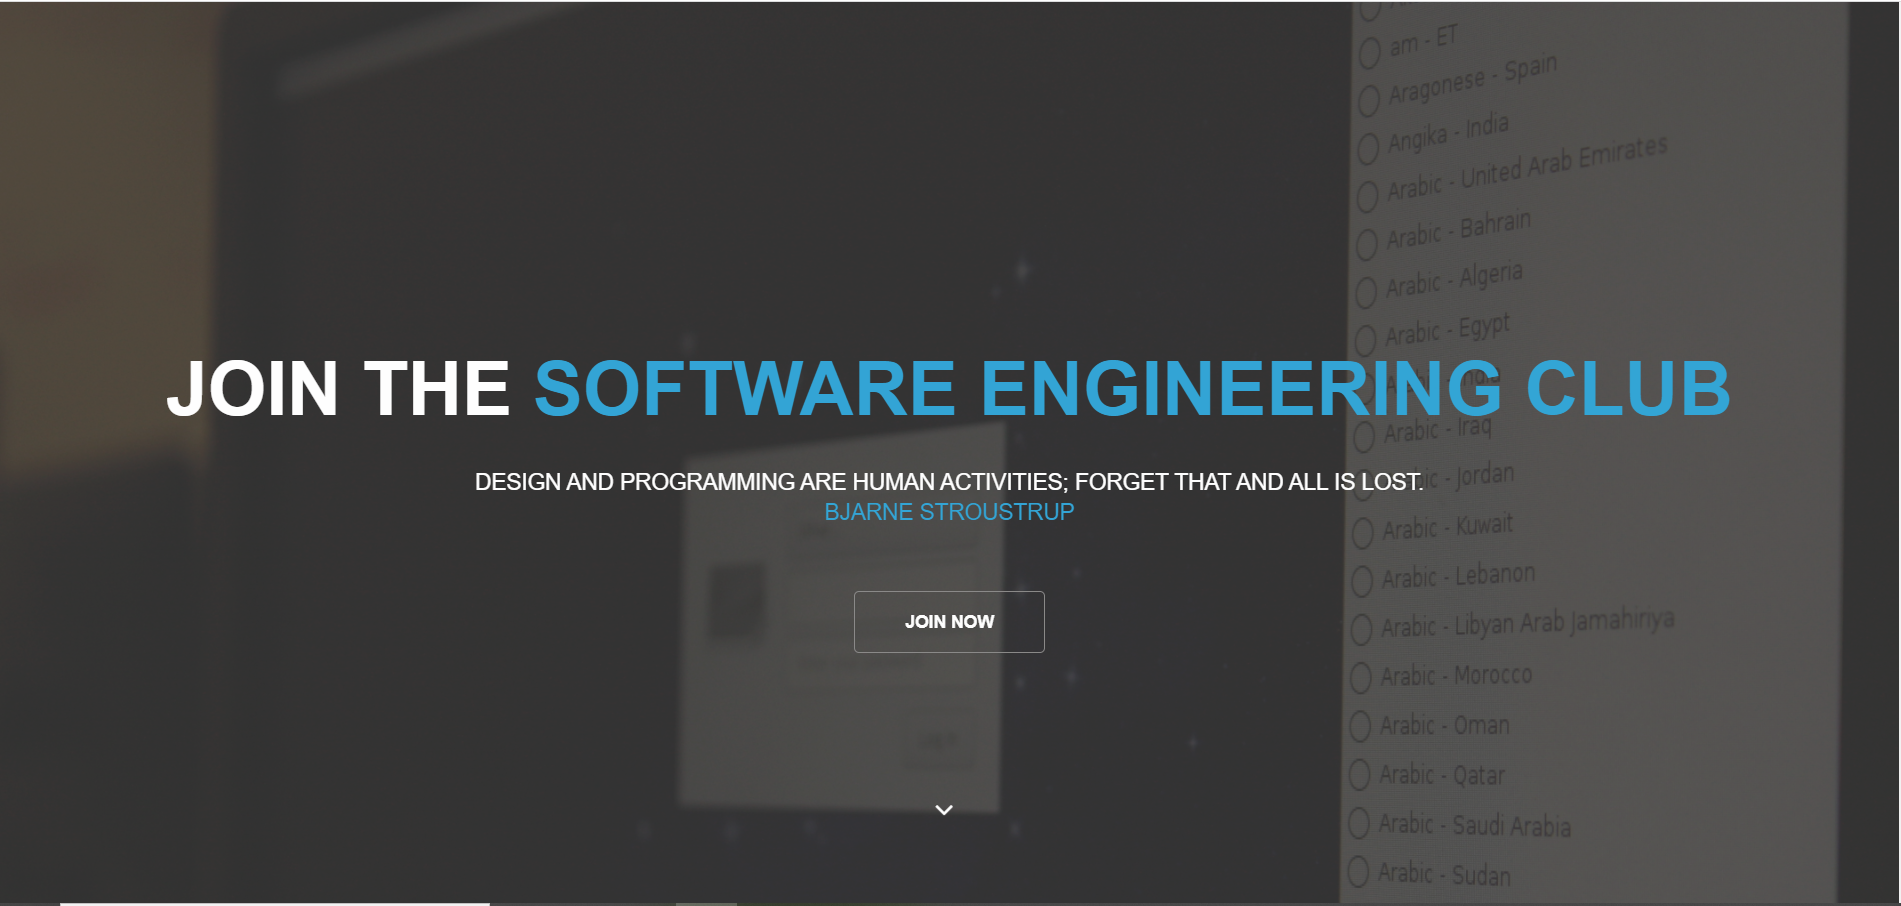 am - ET
Aragonese - Spain
Angika - India
Arabic - United Arab Emirates
Arabic - Bahrain
Arabic - Algeria
Arabic - Egypt
JOIN THE SOFTWARE ENGINEERING CLUB
Arabic - India
Arabic - Iraq
DESIGN AND PROGRAMMING ARE HUMAN ACTIVITIES; FORGET THAT AND ALL IS LOST.
- Jordan
BJARNE STROUSTRUP
Arabic - Kuwait
Arabic - Lebanon
JOIN NOW
Arabic - Libyan Arab Jamahiriya
Arabic - Morocco
Arabic - Oman
Arabic - Qatar
Arabic - Saudi Arabia
Arabic - Sudan